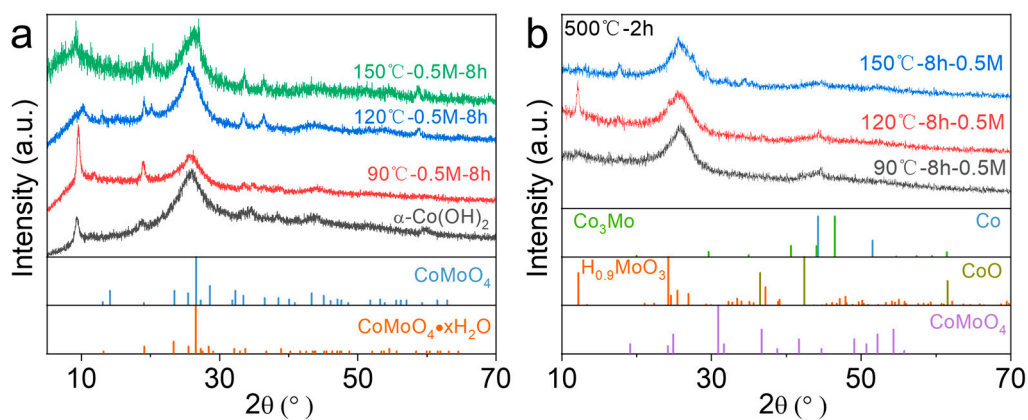 a
Intensity (a.u.)
150℃-0.5M-8h
120℃-0.5M-8h
90℃-0.5M-8h
α-Co(OH)₂
CoMoO₄
CoMoO₄•xH₂O
10 30 50 70
2θ (°)
b
Intensity (a.u.)
500℃-2h
150℃-8h-0.5M
120℃-8h-0.5M
90℃-8h-0.5M
Co₃Mo Co
H₀.₉MoO₃ CoO
CoMoO₄
10 30 50 70
2θ (°)